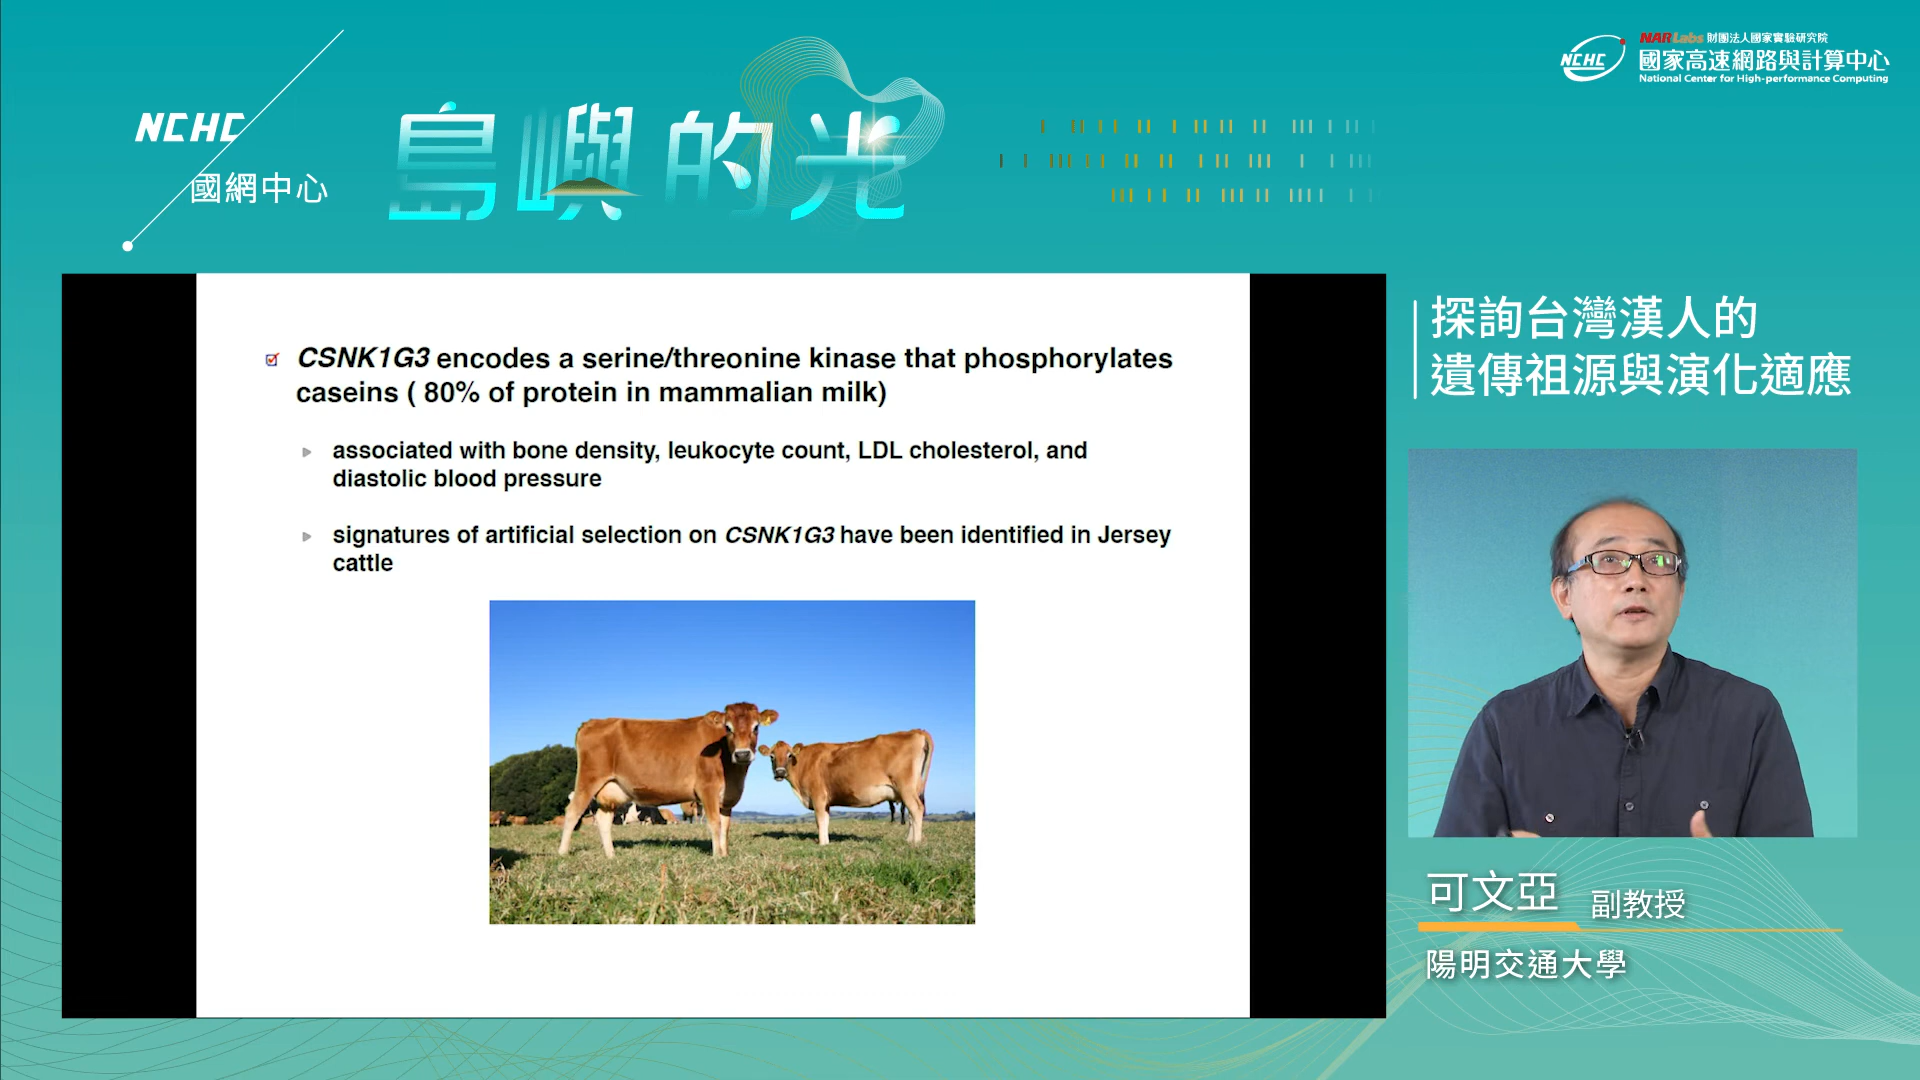 NCHC
國網中心
島嶼的光
NARLabs 財團法人國家實驗研究院
NCHC
國家高速網路與計算中心
National Center for High-performance Computing
CSNK1G3 encodes a serine/threonine kinase that phosphorylates
caseins ( 80% of protein in mammalian milk)
associated with bone density, leukocyte count, LDL cholesterol, and
diastolic blood pressure
signatures of artificial selection on CSNK1G3 have been identified in Jersey
cattle
探詢台灣漢人的
遺傳祖源與演化適應
可文亞 副教授
陽明交通大學